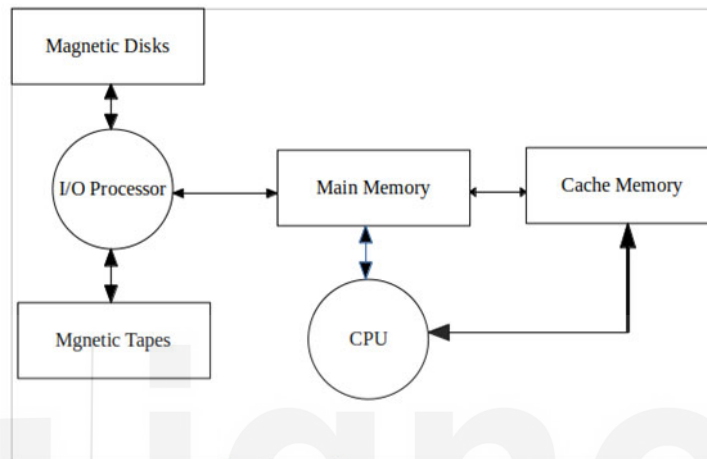 Magnetic Disks
I/O Processor
Main Memory
Cache Memory
Mgnetic Tapes
CPU